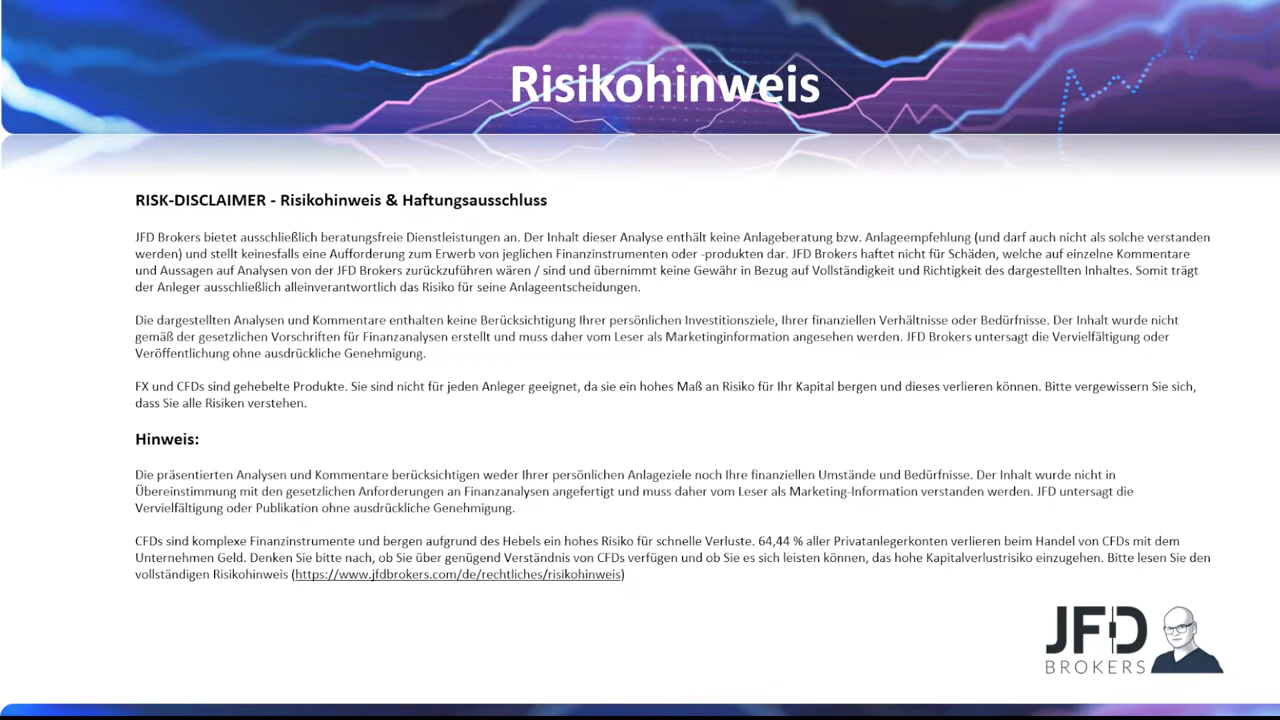 Risikohinweis
RISK-DISCLAIMER - Risikohinweis & Haftungsausschluss
JFD Brokers bietet ausschließlich beratungsfreie Dienstleistungen an. Der Inhalt dieser Analyse enthält keine Anlageberatung bzw. Anlageempfehlung (und darf auch nicht als solche verstanden
werden) und stellt keinesfalls eine Aufforderung zum Erwerb von jeglichen Finanzinstrumenten oder -produkten dar. JFD Brokers haftet nicht für Schäden, welche auf einzelne Kommentare
und Aussagen auf Analysen von der JFD Brokers zurückzuführen wären / sind und übernimmt keine Gewähr in Bezug auf Vollständigkeit und Richtigkeit des dargestellten Inhaltes. Somit trägt
der Anleger ausschließlich alleinverantwortlich das Risiko für seine Anlageentscheidungen.
Die dargestellten Analysen und Kommentare enthalten keine Berücksichtigung Ihrer persönlichen Investitionsziele, Ihrer finanziellen Verhältnisse oder Bedürfnisse. Der Inhalt wurde nicht
gemäß der gesetzlichen Vorschriften für Finanzanalysen erstellt und muss daher vom Leser als Marketinginformation angesehen werden. JFD Brokers untersagt die Vervielfältigung oder
Veröffentlichung ohne ausdrückliche Genehmigung.
FX und CFDs sind gehebelte Produkte. Sie sind nicht für jeden Anleger geeignet, da sie ein hohes Maß an Risiko für Ihr Kapital bergen und dieses verlieren können. Bitte vergewissern Sie sich,
dass Sie alle Risiken verstehen.
Hinweis:
Die präsentierten Analysen und Kommentare berücksichtigen weder Ihrer persönlichen Anlageziele noch Ihre finanziellen Umstände und Bedürfnisse. Der Inhalt wurde nicht in
Übereinstimmung mit den gesetzlichen Anforderungen an Finanzanalysen angefertigt und muss daher vom Leser als Marketing-Information verstanden werden. JFD untersagt die
Vervielfältigung oder Publikation ohne ausdrückliche Genehmigung.
CFDs sind komplexe Finanzinstrumente und bergen aufgrund des Hebels ein hohes Risiko für schnelle Verluste. 64,44 % aller Privatanlegerkonten verlieren beim Handel von CFDs mit dem
Unternehmen Geld. Denken Sie bitte nach, ob Sie über genügend Verständnis von CFDs verfügen und ob Sie es sich leisten können, das hohe Kapitalverlustrisiko einzugehen. Bitte lesen Sie den
vollständigen Risikohinweis (https://www.jfdbrokers.com/de/rechtliches/risikohinweis)
JFD
BROKERS